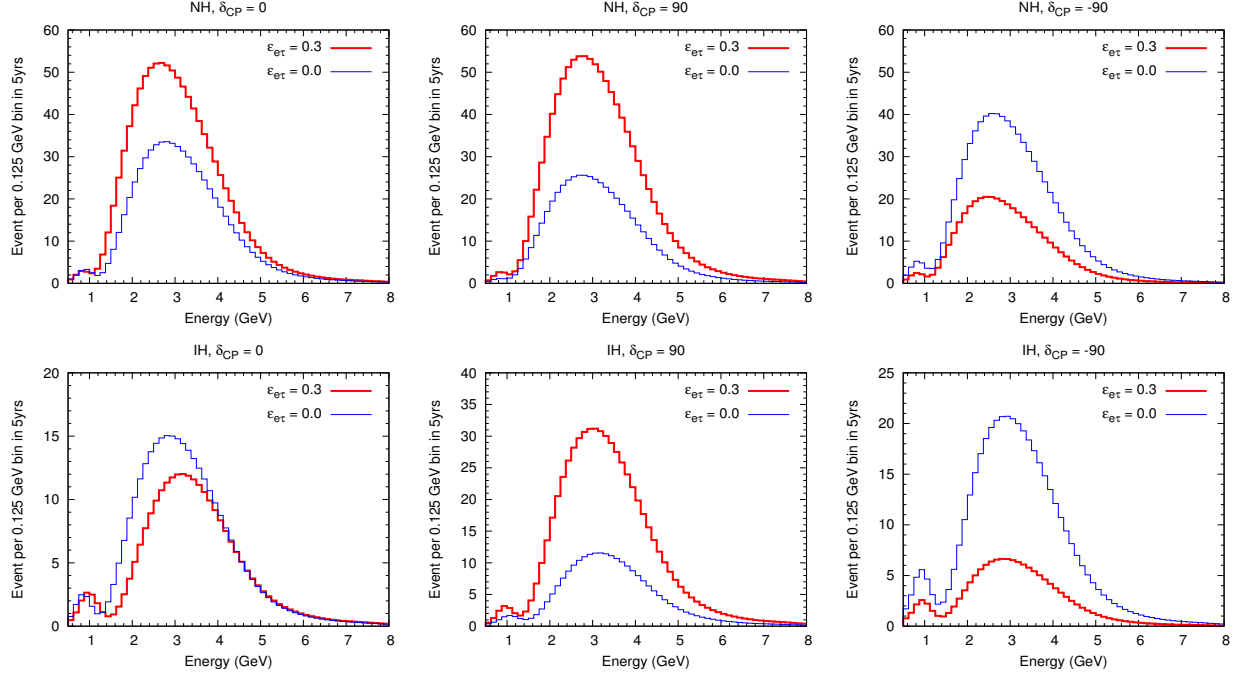 NH, δCP = 0
Event per 0.125 GeV bin in 5yrs
60
50
40
30
20
10
0
εeτ = 0.3
εeτ = 0.0
1 2 3 4 5 6 7 8
Energy (GeV)
NH, δCP = 90
Event per 0.125 GeV bin in 5yrs
60
50
40
30
20
10
0
εeτ = 0.3
εeτ = 0.0
1 2 3 4 5 6 7 8
Energy (GeV)
NH, δCP = -90
Event per 0.125 GeV bin in 5yrs
60
50
40
30
20
10
0
εeτ = 0.3
εeτ = 0.0
1 2 3 4 5 6 7 8
Energy (GeV)
IH, δCP = 0
Event per 0.125 GeV bin in 5yrs
20
15
10
5
0
εeτ = 0.3
εeτ = 0.0
1 2 3 4 5 6 7 8
Energy (GeV)
IH, δCP = 90
Event per 0.125 GeV bin in 5yrs
40
35
30
25
20
15
10
5
0
εeτ = 0.3
εeτ = 0.0
1 2 3 4 5 6 7 8
Energy (GeV)
IH, δCP = -90
Event per 0.125 GeV bin in 5yrs
25
20
15
10
5
0
εeτ = 0.3
εeτ = 0.0
1 2 3 4 5 6 7 8
Energy (GeV)